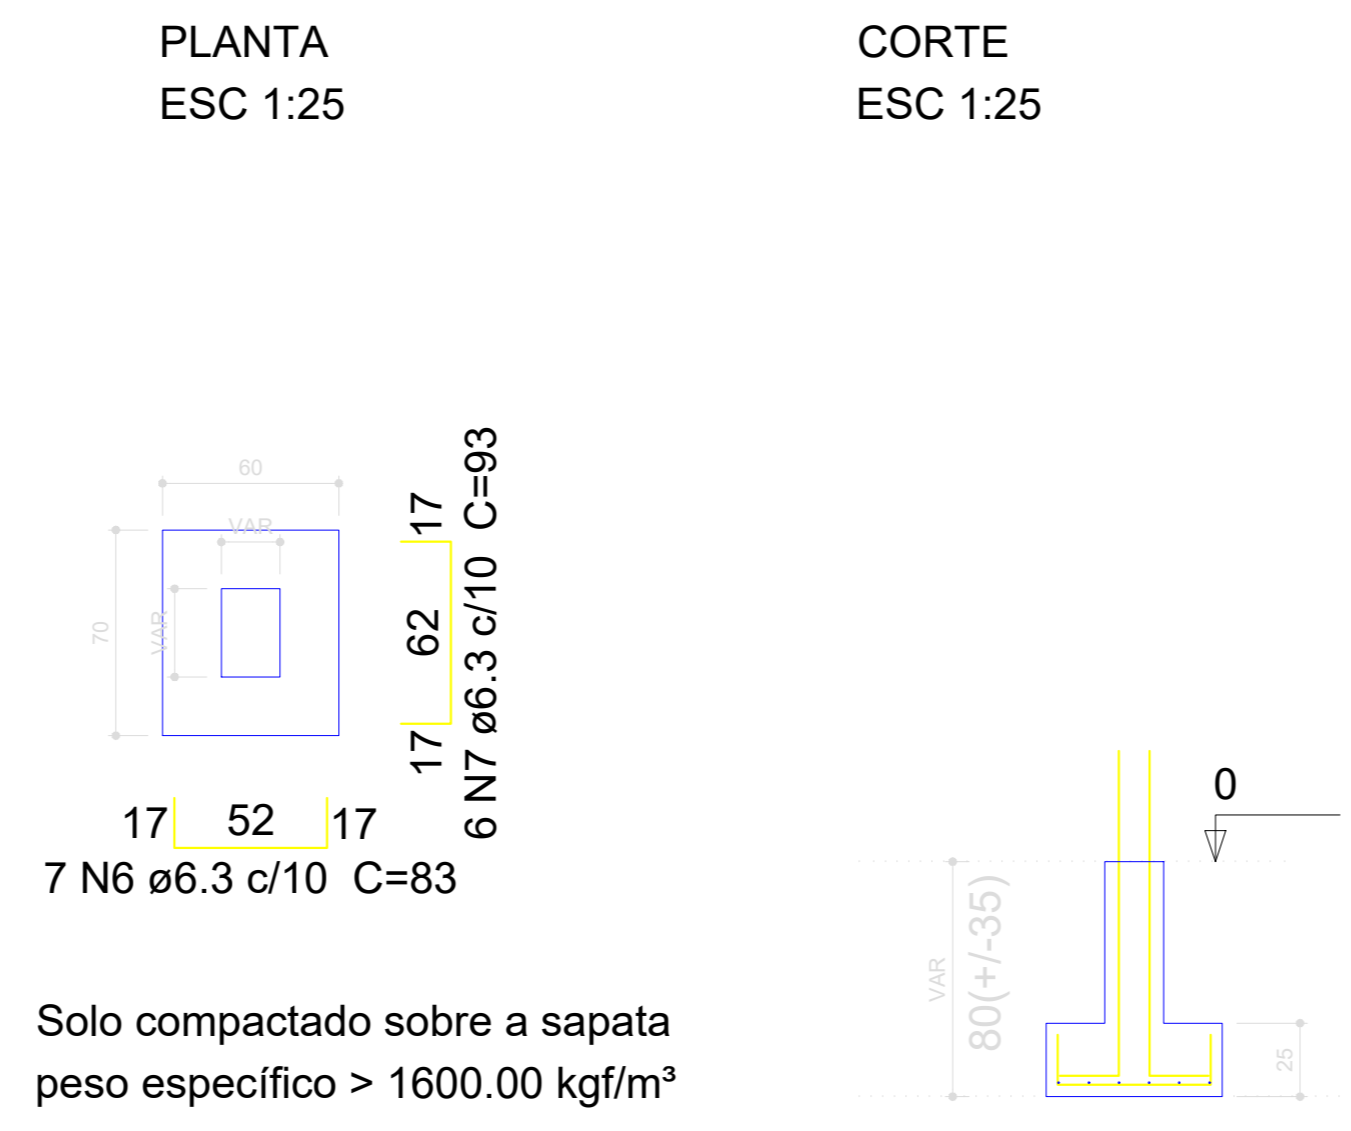 PLANTA
ESC 1:25
CORTE
ESC 1:25
60
VAR
70
VAR
17
62
17
6 N7 ø6.3 c/10 C=93
17
52
17
7 N6 ø6.3 c/10 C=83
Solo compactado sobre a sapata
peso específico > 1600.00 kgf/m³
0
VAR
80(+/-35)
25